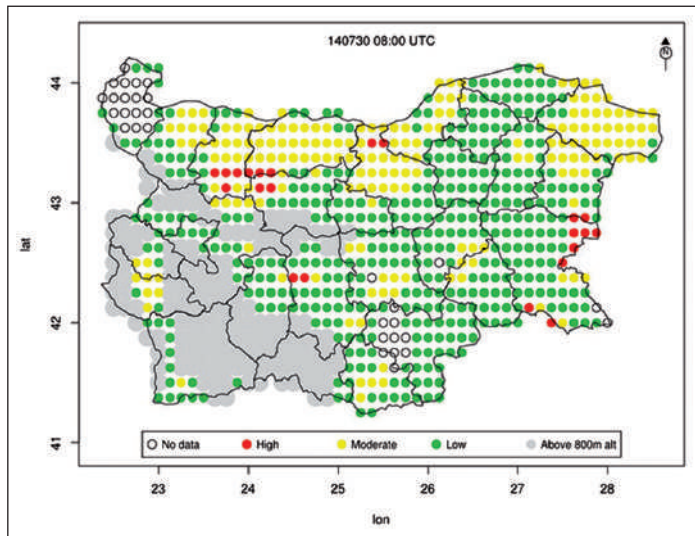 140730 08:00 UTC
N
44
43
42
41
lat
No data High Moderate Low Above 800m alt
23 24 25 26 27 28
lon